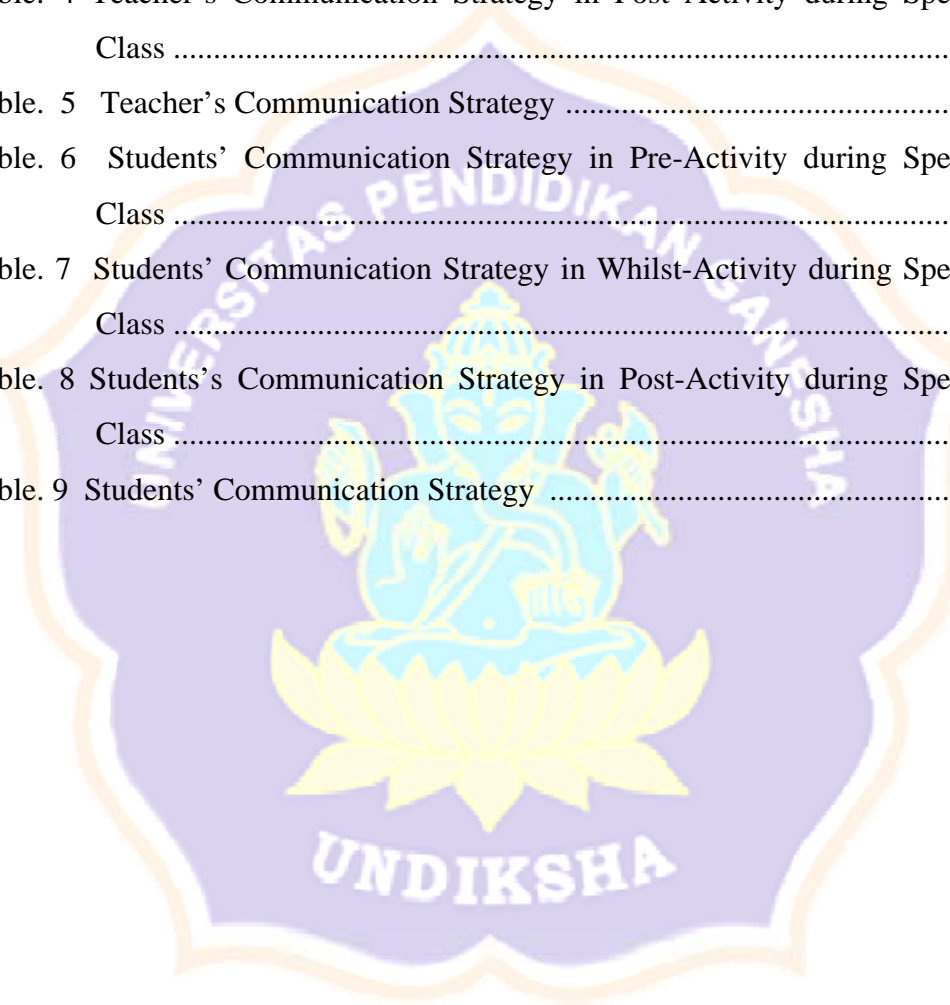 ble. 4 Teacher's Communication Strategy in Post-Activity during Spe
Class ..........................................................................................
ble. 5 Teacher's Communication Strategy ............................................
ble. 6 Students' Communication Strategy in Pre-Activity during Spe
Class ..........................................................................................
ble. 7 Students' Communication Strategy in Whilst-Activity during Spe
Class ..........................................................................................
ble. 8 Students's Communication Strategy in Post-Activity during Spe
Class ..........................................................................................
ble. 9 Students' Communication Strategy ..............................................
UNIVERSITAS PENDIDIKAN GANESHA
UNDIKSHA